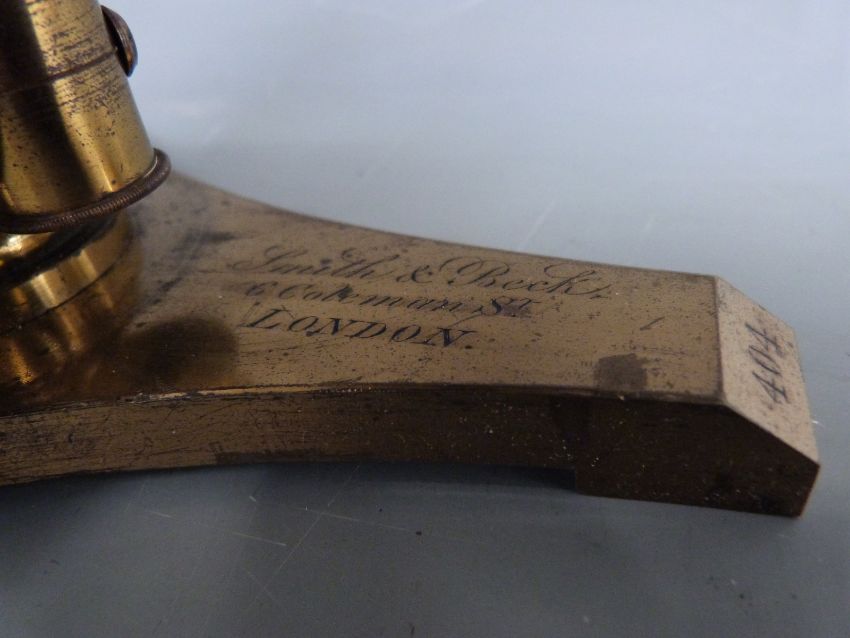 Smith & Beck,
6 Coleman St.
LONDON.
404